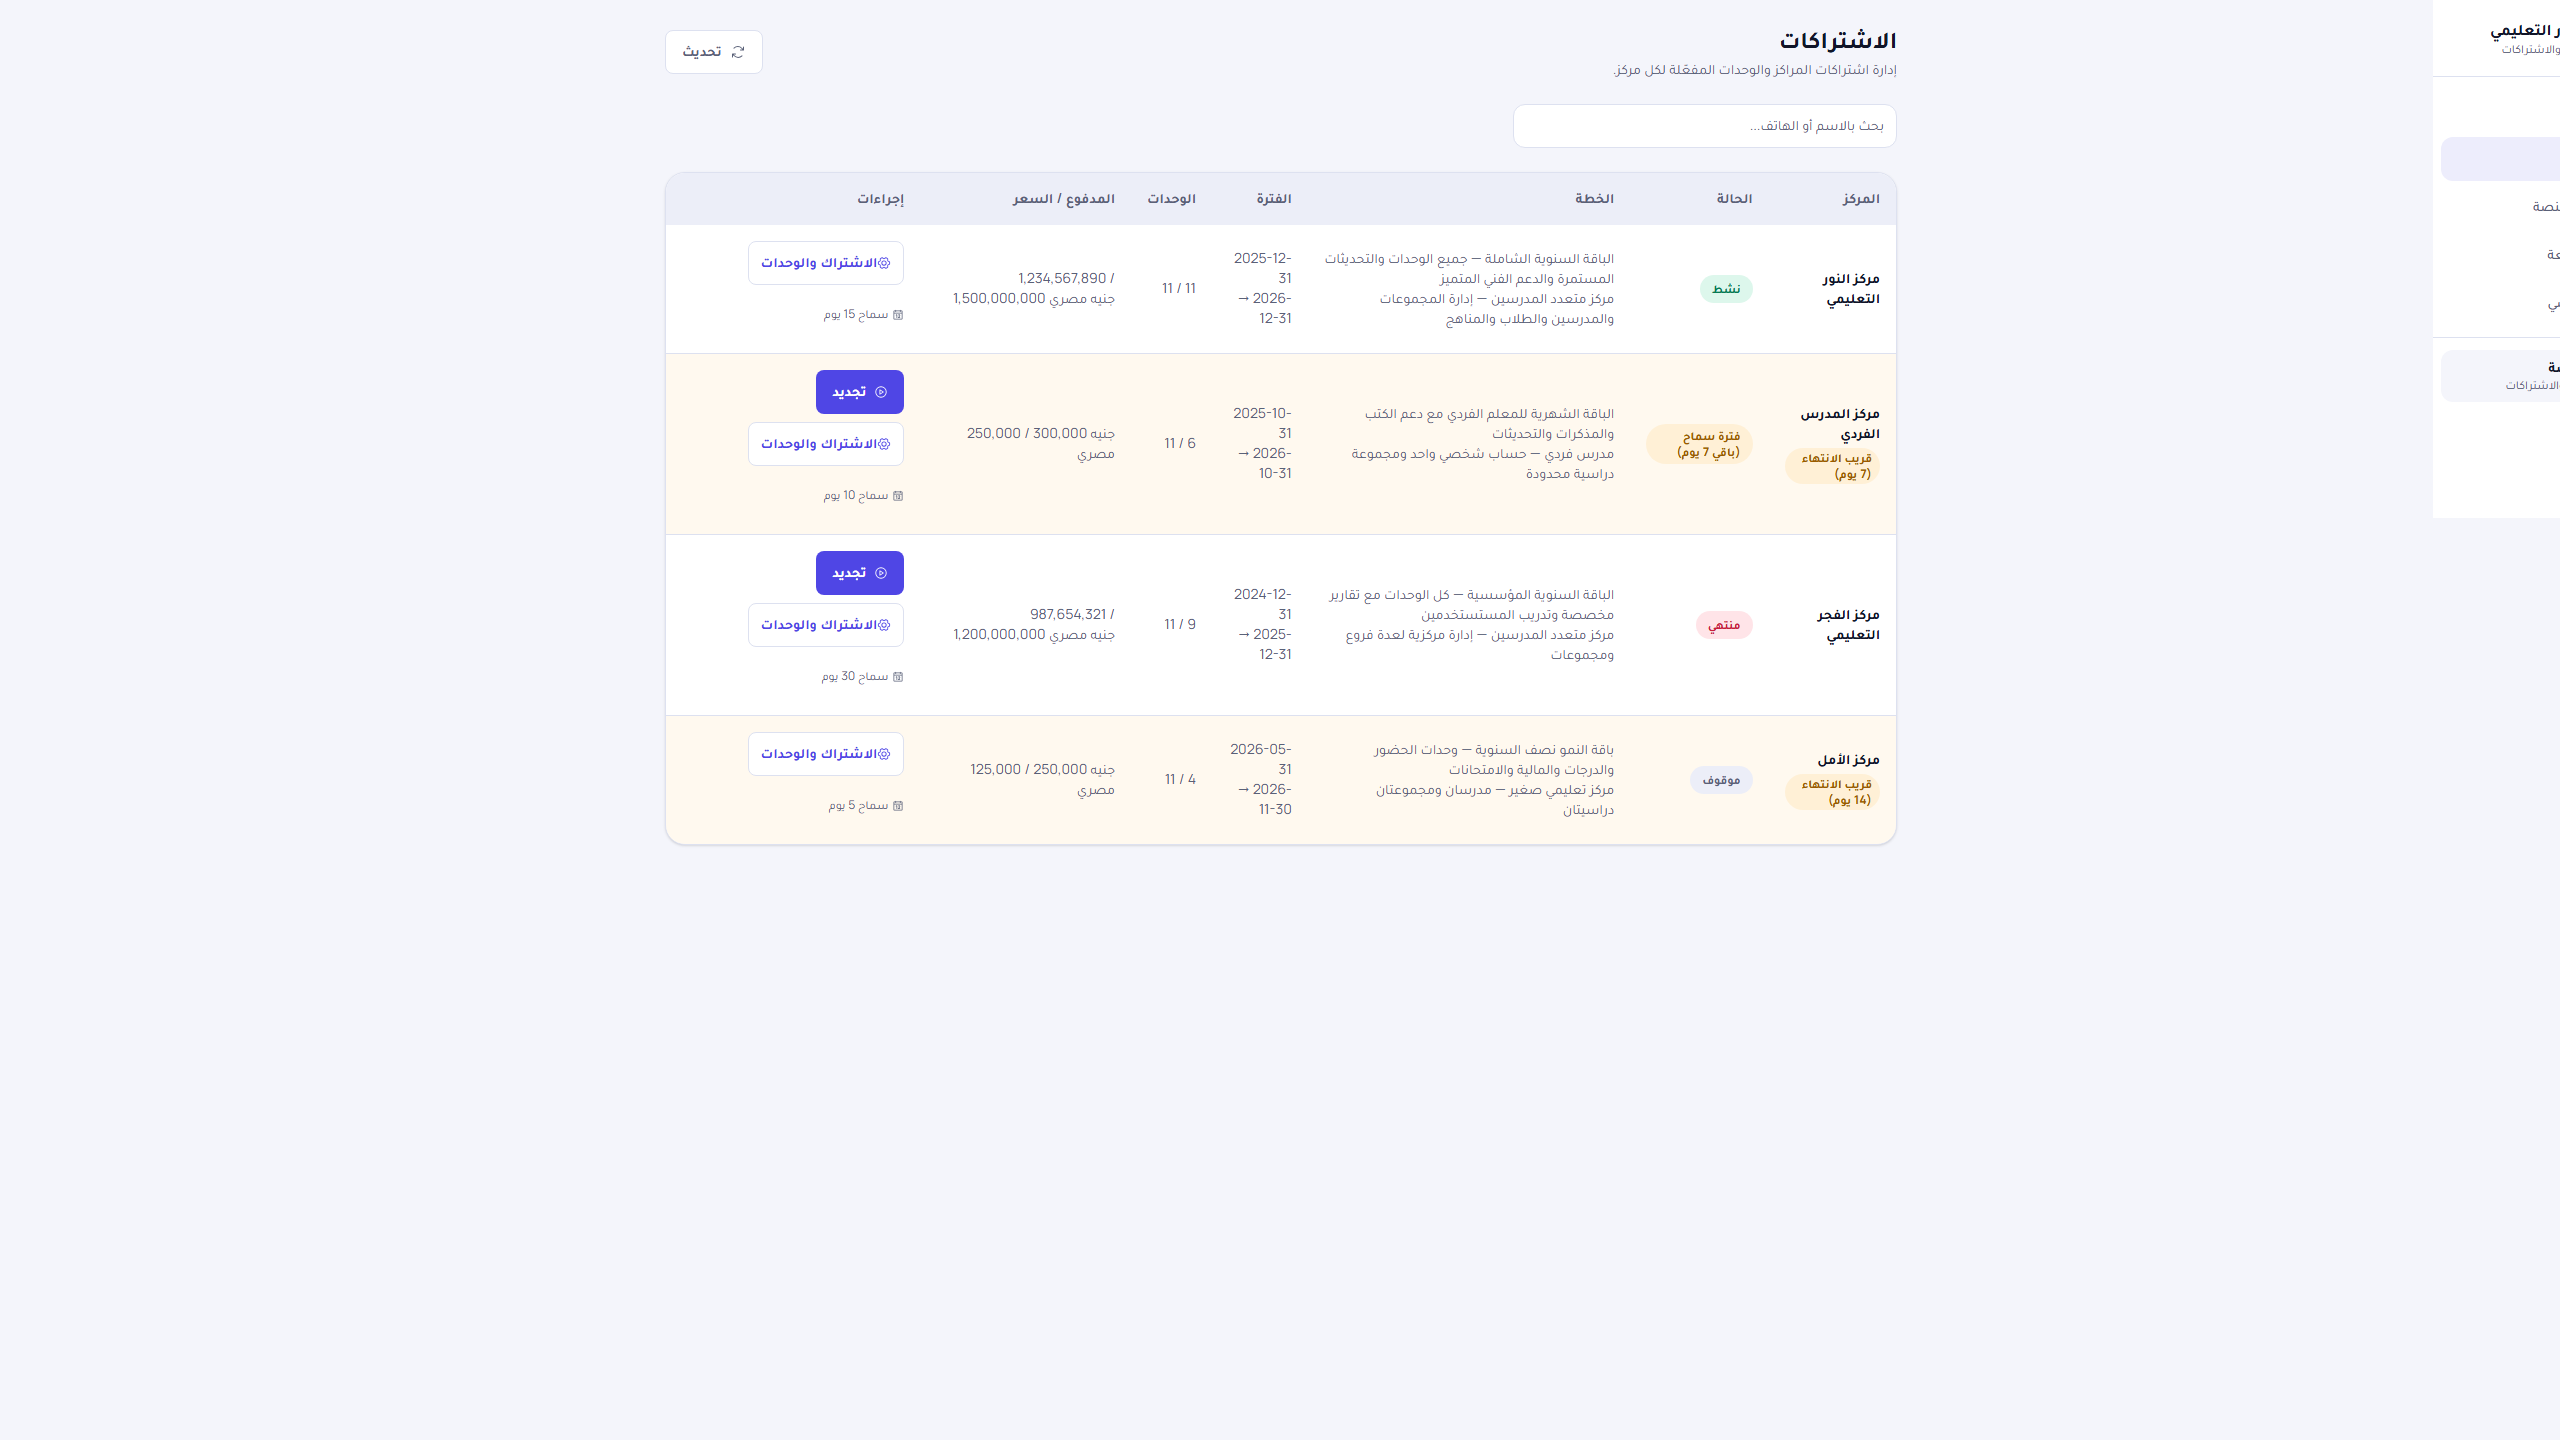 التعليمي
والاشتراكات
الاشتراكات
إدارة اشتراكات المراكز والوحدات المفعّلة لكل مركز.
تحديث
بحث بالاسم أو الهاتف...
المركز
الحالة
الخطة
الفترة
الوحدات
المدفوع / السعر
إجراءات
مركز النور
التعليمي
نشط
الباقة السنوية الشاملة — جميع الوحدات والتحديثات
المستمرة والدعم الفني المتميز
مركز متعدد المدرسين — إدارة المجموعات
والمدرسين والطلاب والمناهج
2025-12-
31
→ 2026-
12-31
11 / 11
1,234,567,890 /
1,500,000,000 جنيه مصري
الاشتراك والوحدات
سماح 15 يوم
مركز المدرس
الفردي
قريب الانتهاء
(7 يوم)
فترة سماح
(باقي 7 يوم)
الباقة الشهرية للمعلم الفردي مع دعم الكتب
والمذكرات والتحديثات
مدرس فردي — حساب شخصي واحد ومجموعة
دراسية محدودة
2025-10-
31
→ 2026-
10-31
11 / 6
250,000 / 300,000 جنيه
مصري
تجديد
الاشتراك والوحدات
سماح 10 يوم
مركز الفجر
التعليمي
منتهي
الباقة السنوية المؤسسية — كل الوحدات مع تقارير
مخصصة وتدريب المستستخدمين
مركز متعدد المدرسين — إدارة مركزية لعدة فروع
ومجموعات
2024-12-
31
→ 2025-
12-31
11 / 9
987,654,321 /
1,200,000,000 جنيه مصري
تجديد
الاشتراك والوحدات
سماح 30 يوم
مركز الأمل
قريب الانتهاء
(14 يوم)
موقوف
باقة النمو نصف السنوية — وحدات الحضور
والدرجات والمالية والامتحانات
مركز تعليمي صغير — مدرسان ومجموعتان
دراسيتان
2026-05-
31
→ 2026-
11-30
11 / 4
125,000 / 250,000 جنيه
مصري
الاشتراك والوحدات
سماح 5 يوم